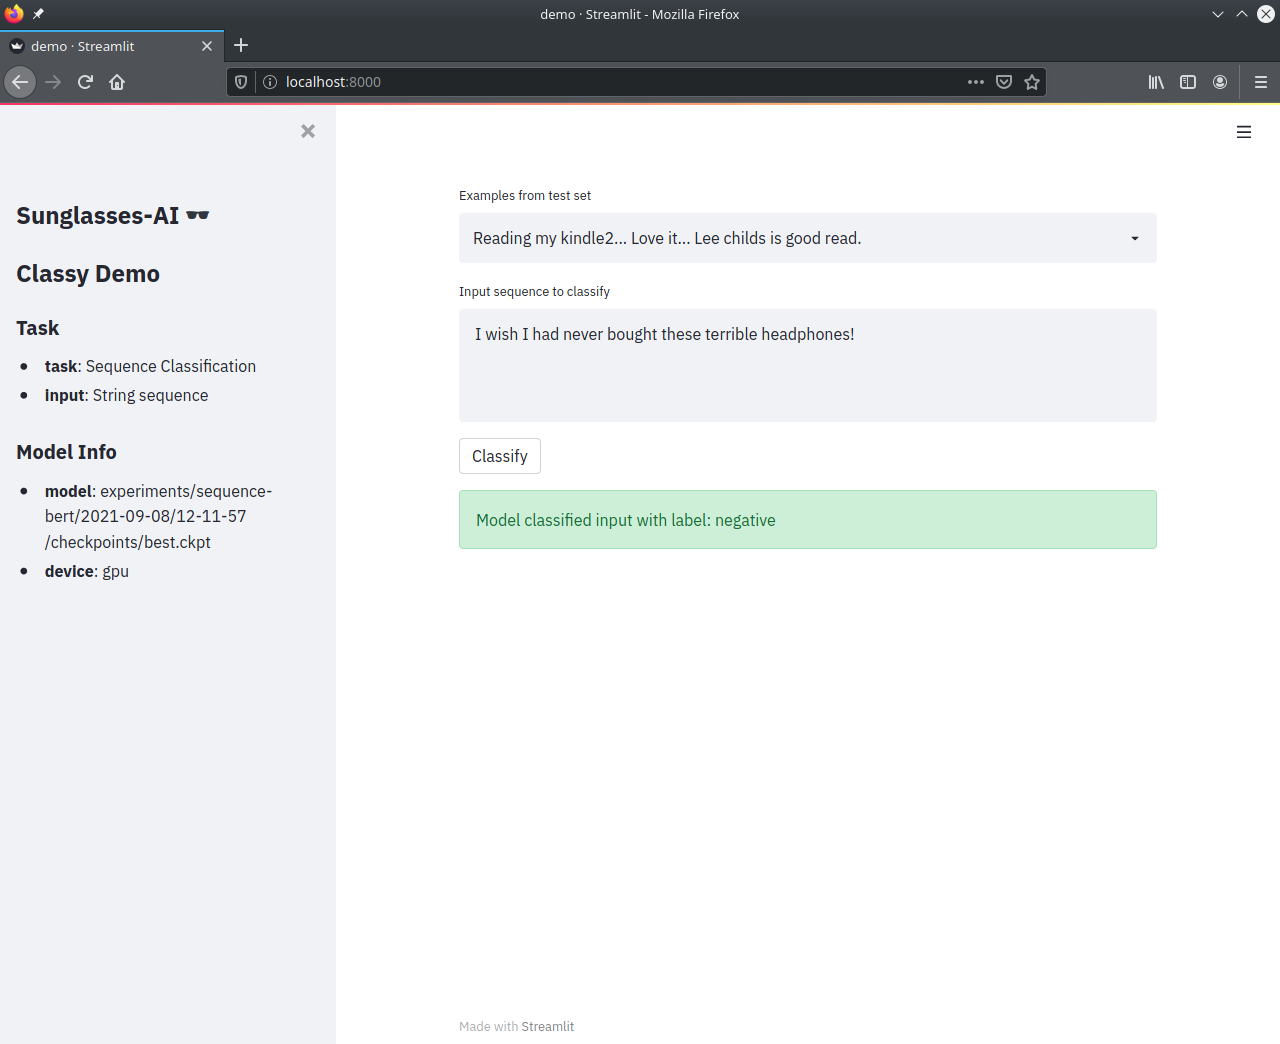 demo · Streamlit - Mozilla Firefox
demo · Streamlit
localhost:8000
Sunglasses-AI 🕶️
Classy Demo
Task
task: Sequence Classification
input: String sequence
Model Info
model: experiments/sequence-
bert/2021-09-08/12-11-57
/checkpoints/best.ckpt
device: gpu
Examples from test set
Reading my kindle2... Love it... Lee childs is good read.
Input sequence to classify
I wish I had never bought these terrible headphones!
Classify
Model classified input with label: negative
Made with Streamlit